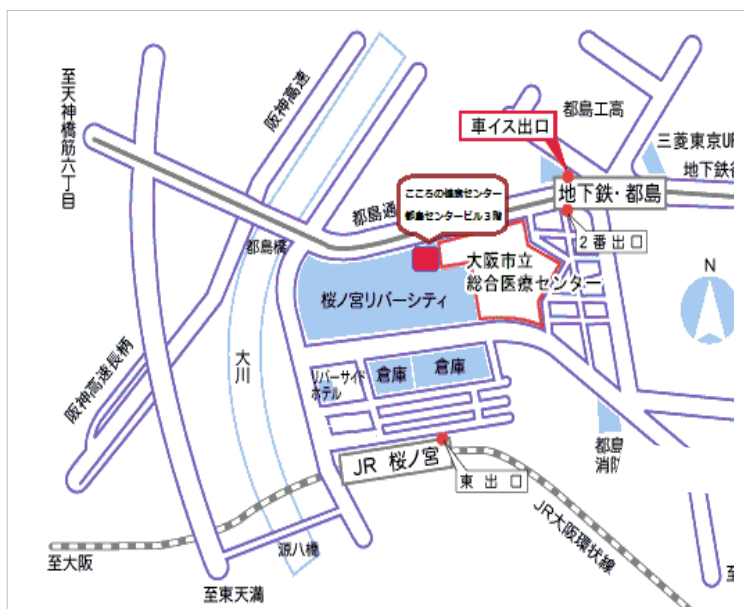 至天神橋筋六丁目
阪神高速
都島工高
車イス出口
三菱東京UF
地下鉄谷
こころの健康センター
都島センタービル3階
地下鉄・都島
都島通
都島橋
2番出口
大阪市立
総合医療センター
N
桜ノ宮リバーシティ
大川
阪神高速長柄
リバーサイド
ホテル
倉庫
倉庫
都島
消防
JR 桜ノ宮
東出口
JR大阪環状線
源八橋
至大阪
至東天満
至